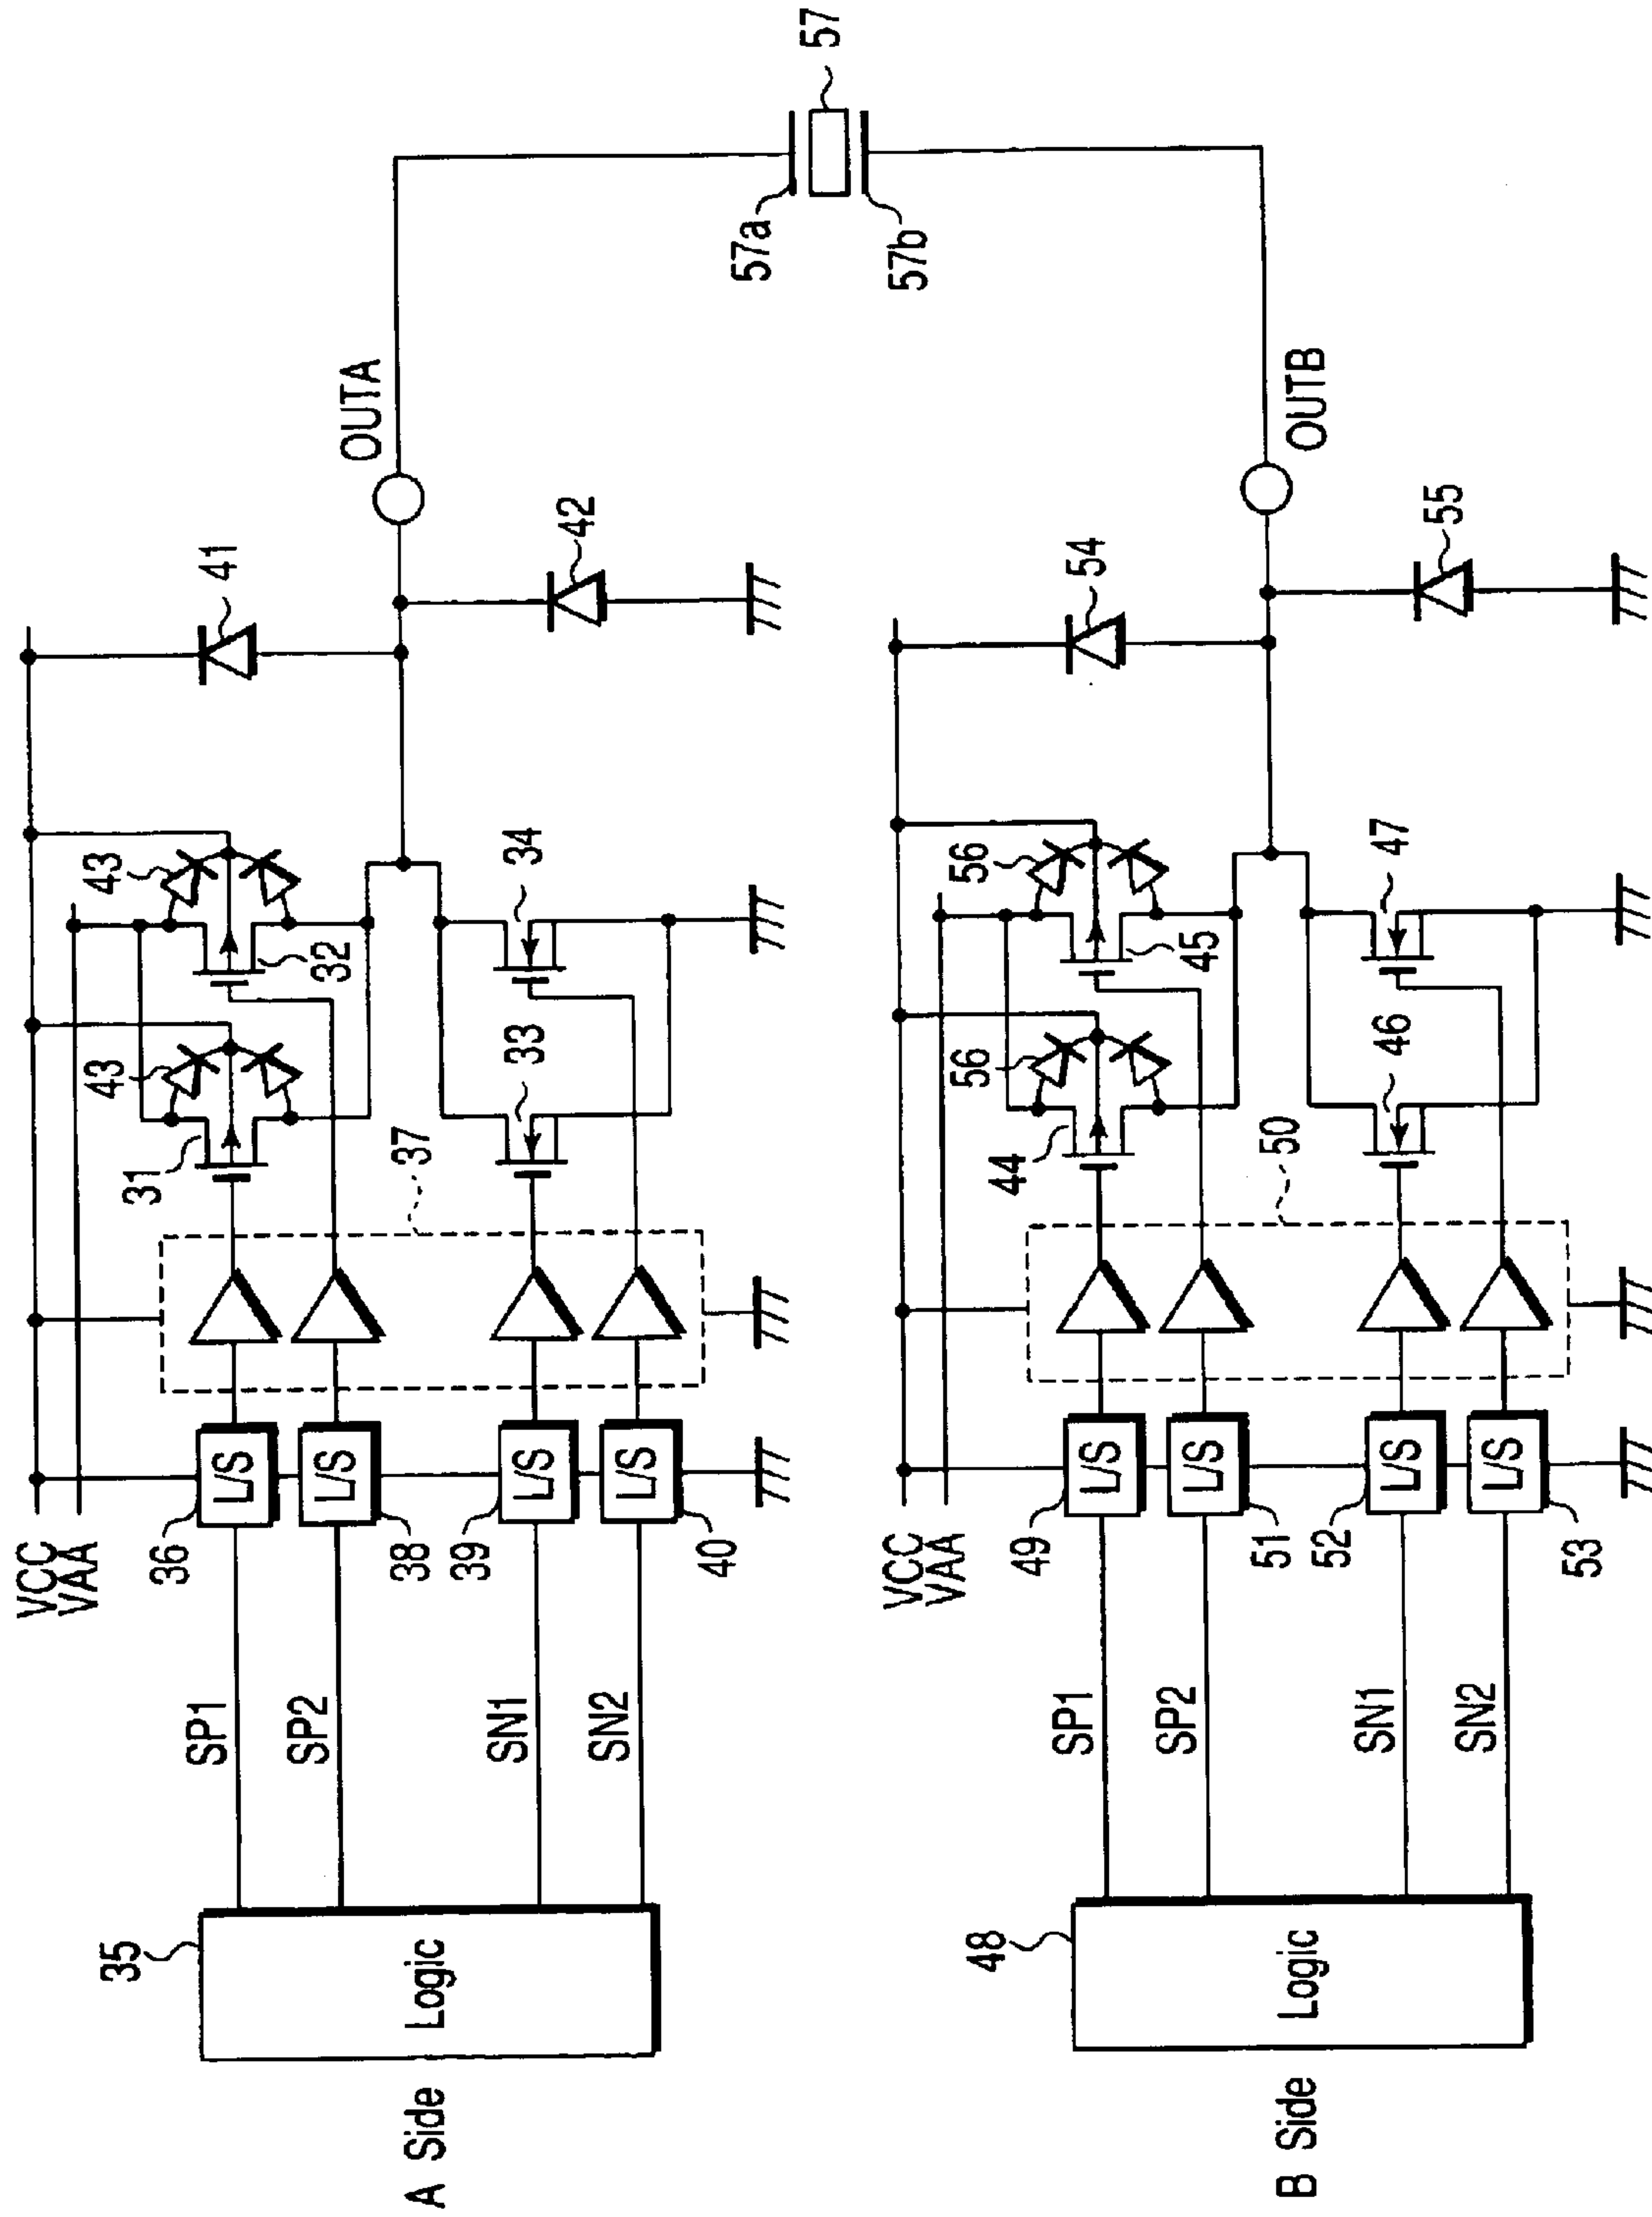 A Side
35
Logic
SP1
SP2
SN1
SN2
VCC
VAA
36
L/S
38
L/S
39
L/S
40
L/S
37
31
43
32
43
33
34
41
42
OUTA
57a
57
57b
B Side
48
Logic
SP1
SP2
SN1
SN2
VCC
VAA
49
L/S
51
L/S
52
L/S
53
L/S
50
44
56
45
56
46
47
54
55
OUTB